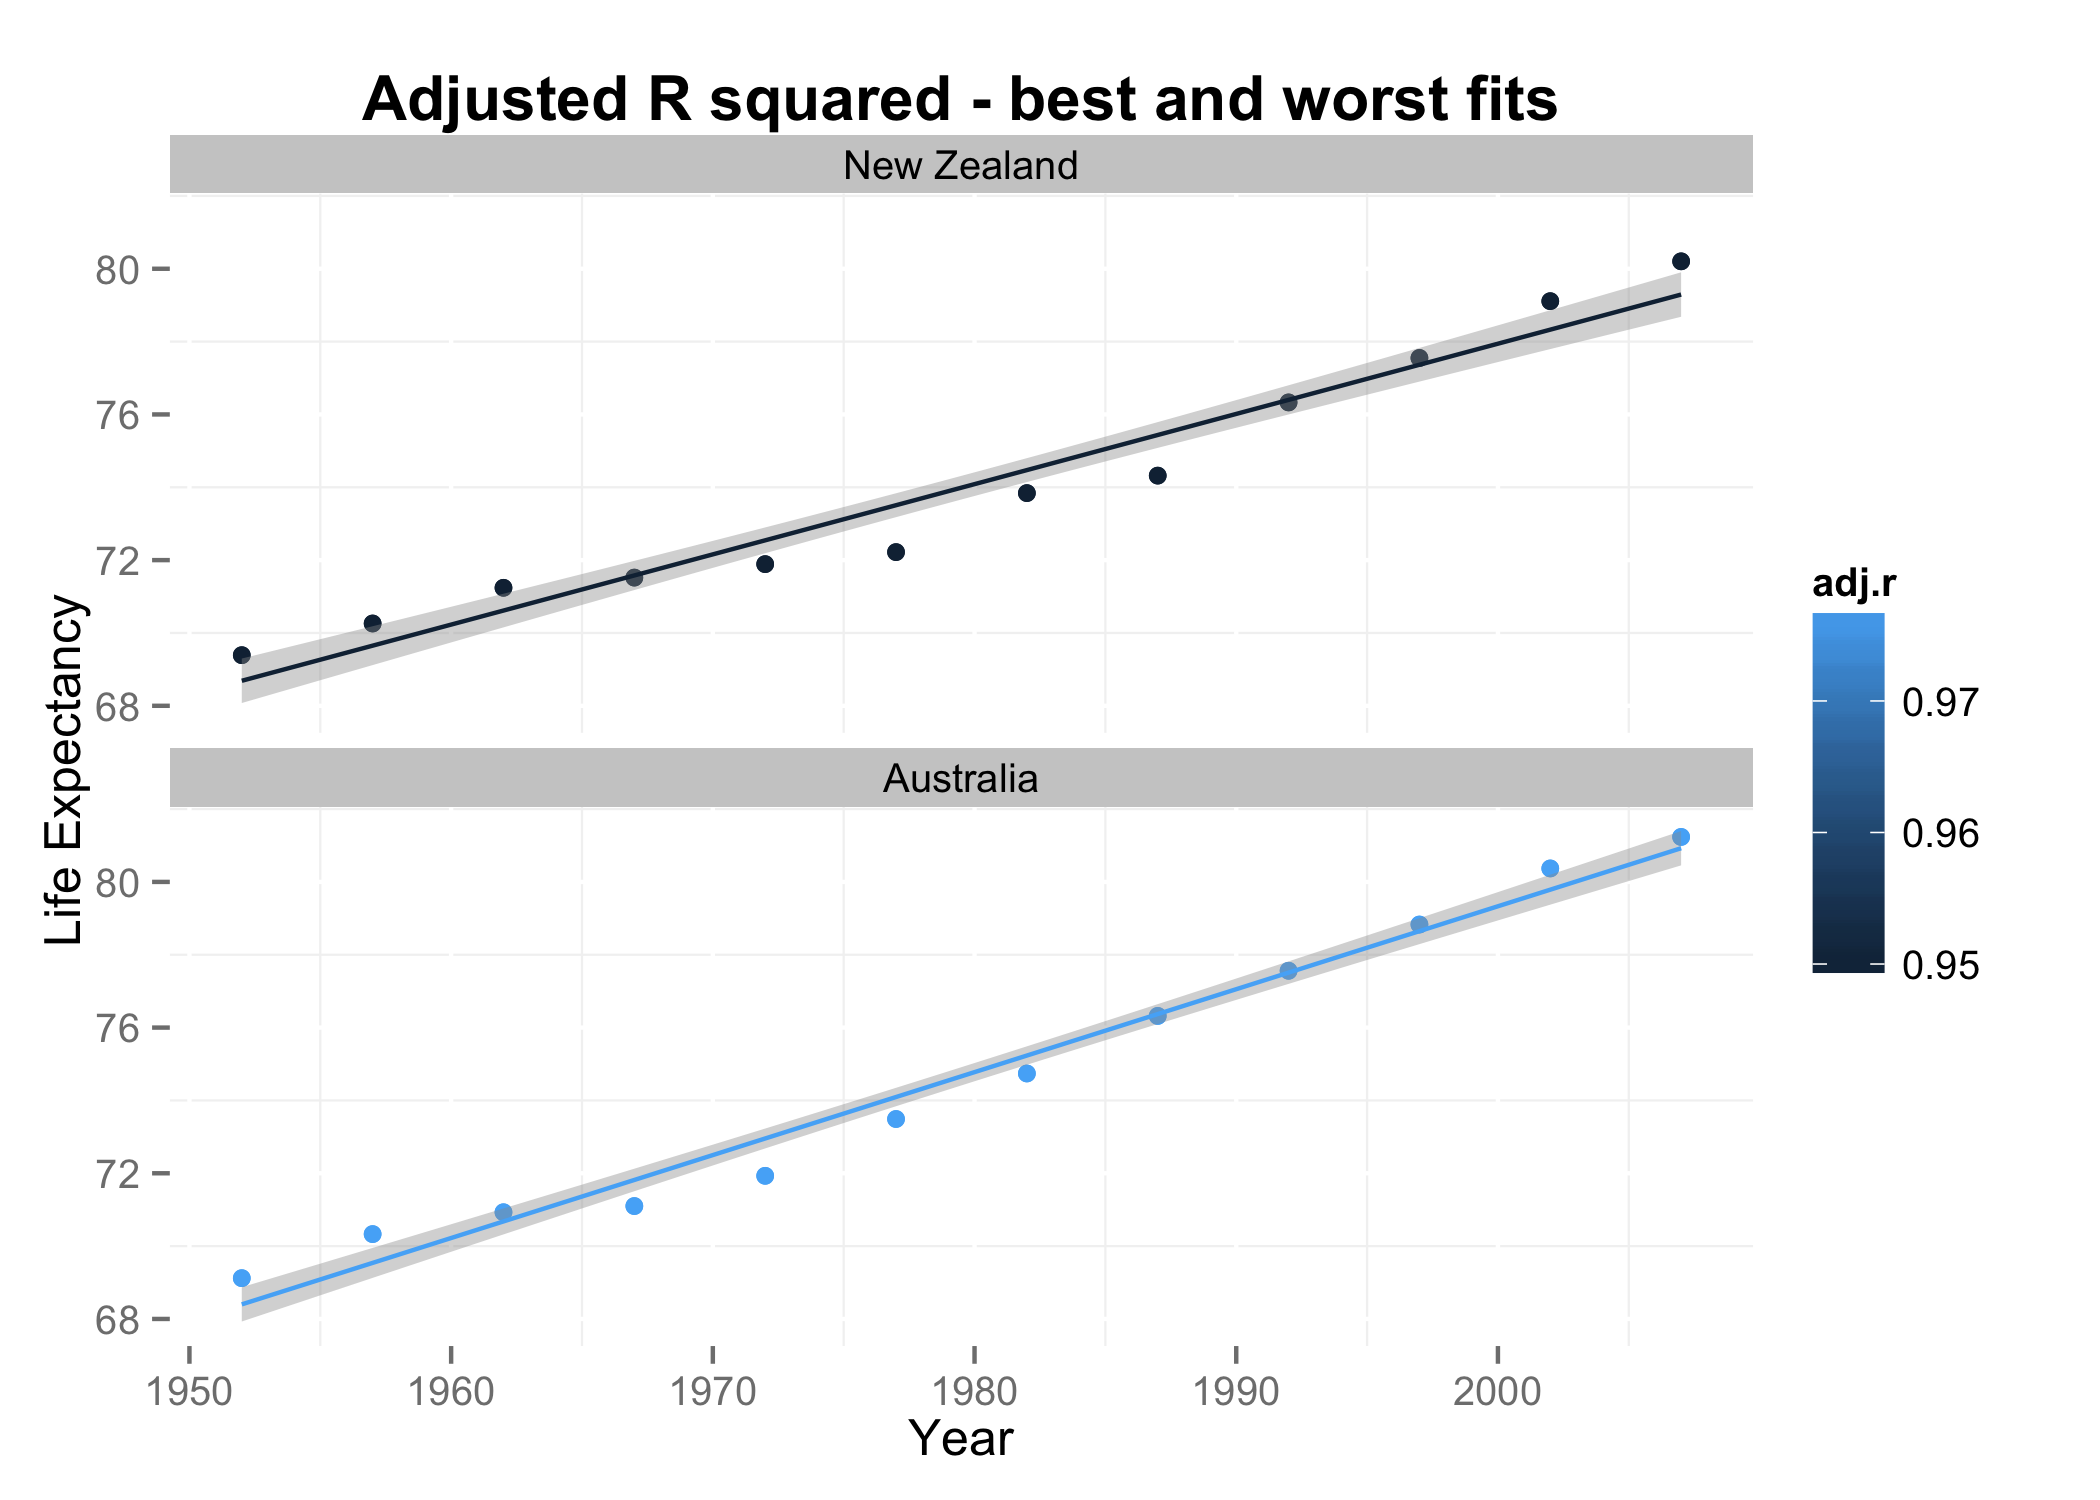 Adjusted R squared - best and worst fits
New Zealand
80
76
72
68
Life Expectancy
Australia
80
76
72
68
1950 1960 1970 1980 1990 2000
Year
adj.r
0.97
0.96
0.95